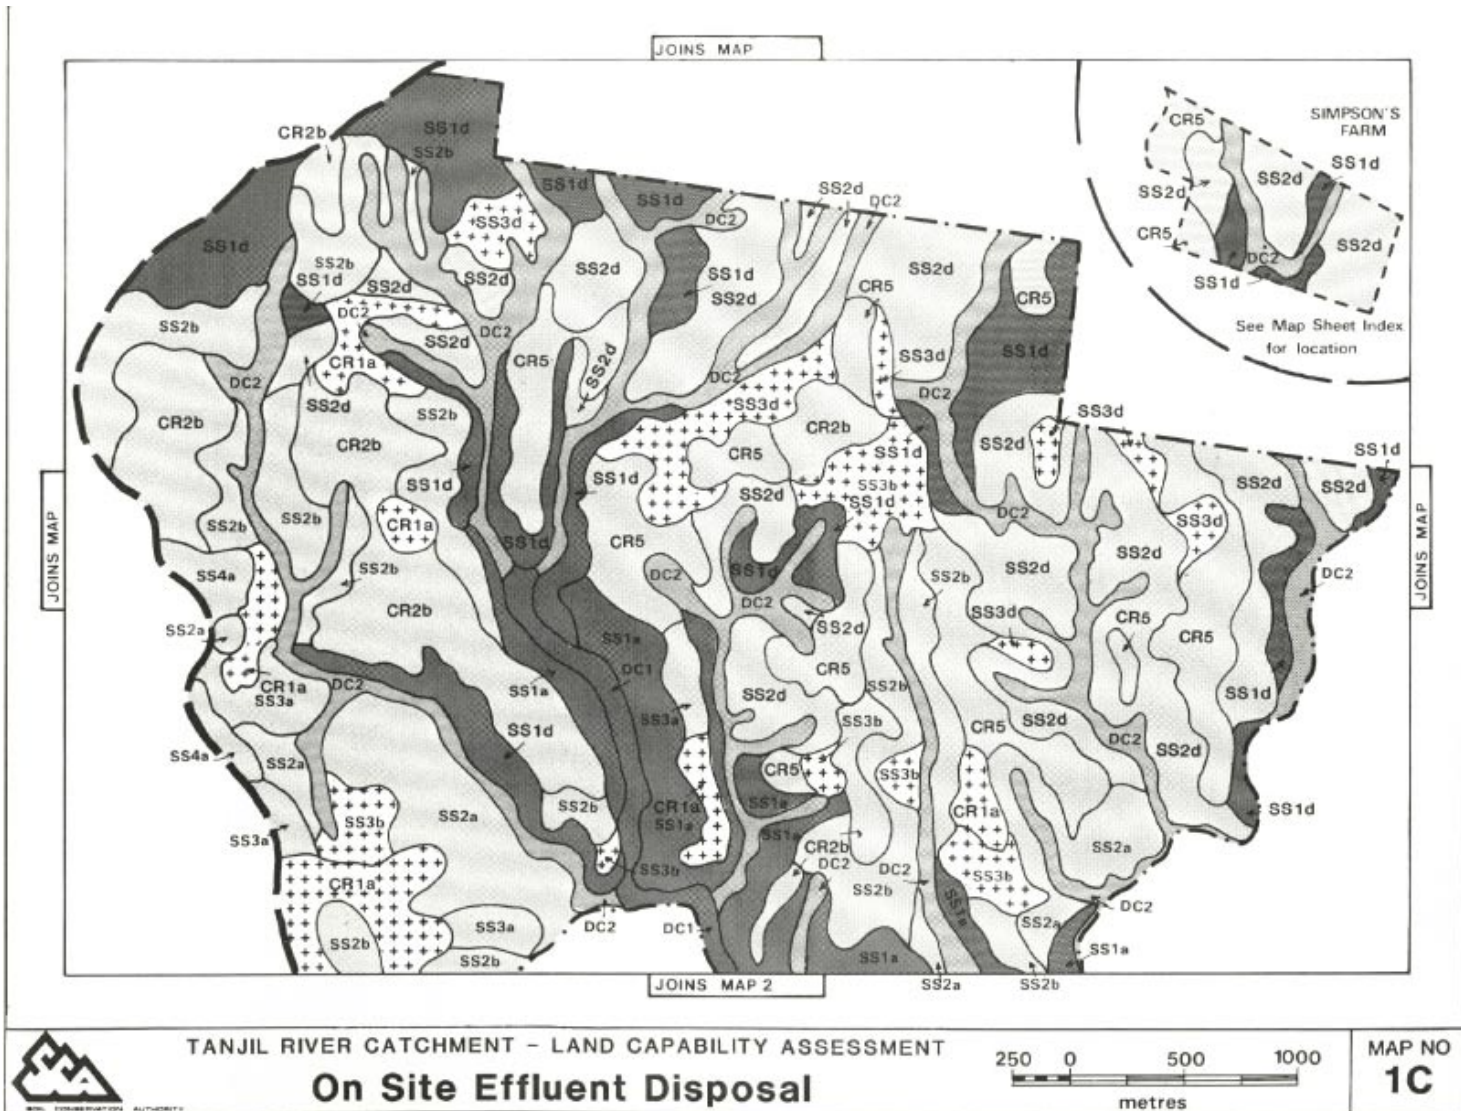 JOINS MAP
SIMPSON'S
FARM
CR5
SS1d
SS2d
SS2d
CR5
SS2d
DC2
SS1d
See Map Sheet Index
for location
SS1d
CR2b
SS2b
SS1d
SS1d
SS2d
DC2
SS3d
DC2
SS1d
SS2b
SS1d
SS2d
SS2d
SS2d
SS1d
SS2d
SS2d
CR5
CR5
SS2b
DC2
SS2d
DC2
CR5
SS2d
SS3d
SS1d
CR1a
DC2
DC2
DC2
SS2d
SS2b
SS3d
SS3d
CR2b
CR2b
CR2b
SS2d
SS1d
CR5
SS1d
SS1d
SS1d
SS3b
SS2d
SS2d
SS2d
SS1d
DC2
SS3d
SS2b
SS2b
CR1a
SS1d
CR5
SS2d
JOINS MAP
JOINS MAP
SS4a
SS2b
DC2
SS1d
SS2b
SS2d
DC2
CR2b
DC2
SS3d
CR5
SS2a
SS1a
SS2d
CR5
CR1a
SS3a
DC2
SS1a
DC1
CR5
SS2b
SS1d
SS2d
SS3a
SS1d
SS3b
CR5
SS2d
DC2
SS2d
SS4a
SS2a
CR5
SS3b
SS2b
CR1a
SS1a
SS1a
CR1a
SS1d
SS3b
SS2a
SS3a
SS1a
CR2b
SS2a
SS3b
DC2
DC2
SS3b
CR1a
SS2b
SS1a
DC2
SS3a
DC2
DC1
SS2a
SS2b
SS2b
SS1a
SS1a
SS2a
SS2b
JOINS MAP 2
TANJIL RIVER CATCHMENT - LAND CAPABILITY ASSESSMENT
On Site Effluent Disposal
250 0 500 1000
metres
MAP NO
1C
SCA
SOIL CONSERVATION AUTHORITY